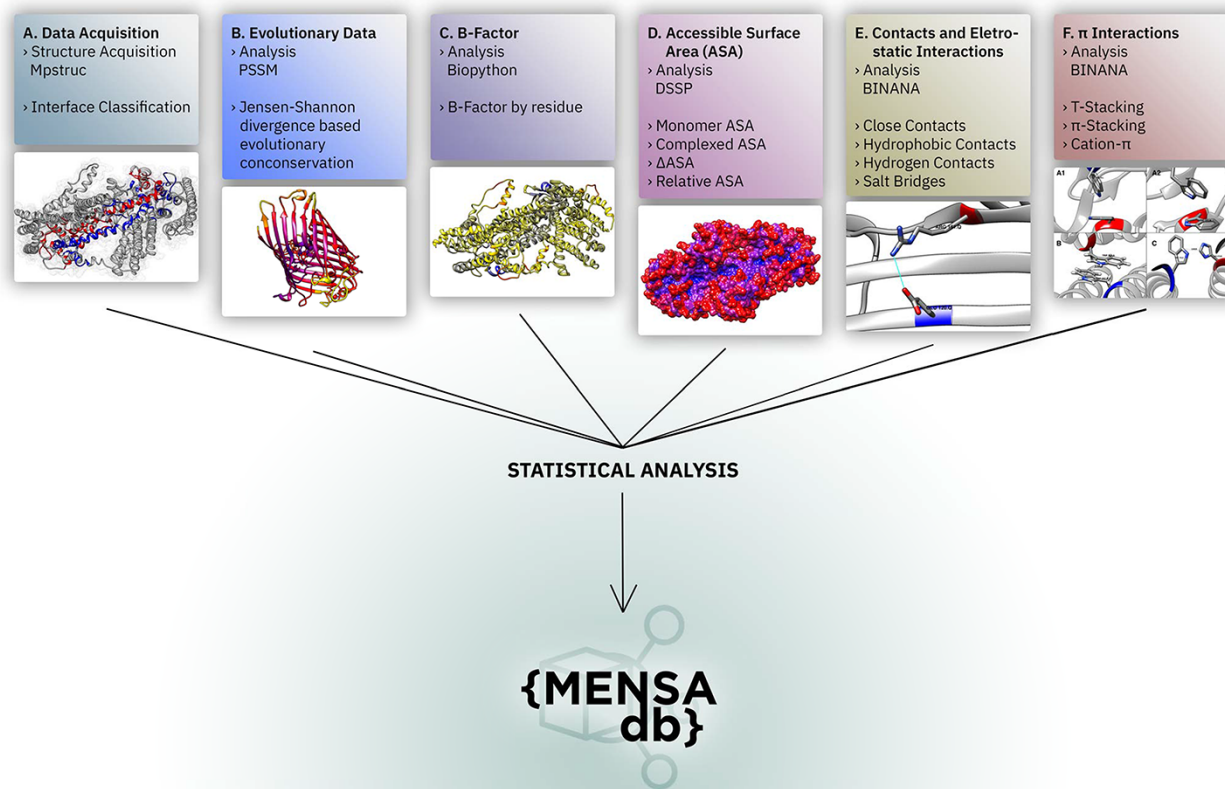 A. Data Acquisition
› Structure Acquisition
Mpstruc
› Interface Classification
B. Evolutionary Data
› Analysis
PSSM
› Jensen-Shannon
divergence based
evolutionary
conconservation
C. B-Factor
› Analysis
Biopython
› B-Factor by residue
D. Accessible Surface
Area (ASA)
› Analysis
DSSP
› Monomer ASA
› Complexed ASA
› ΔASA
› Relative ASA
E. Contacts and Eletro-
static Interactions
› Analysis
BINANA
› Close Contacts
› Hydrophobic Contacts
› Hydrogen Contacts
› Salt Bridges
F. π Interactions
› Analysis
BINANA
› T-Stacking
› π-Stacking
› Cation-π
A1
A2
B
C
STATISTICAL ANALYSIS
{MENSA
db}